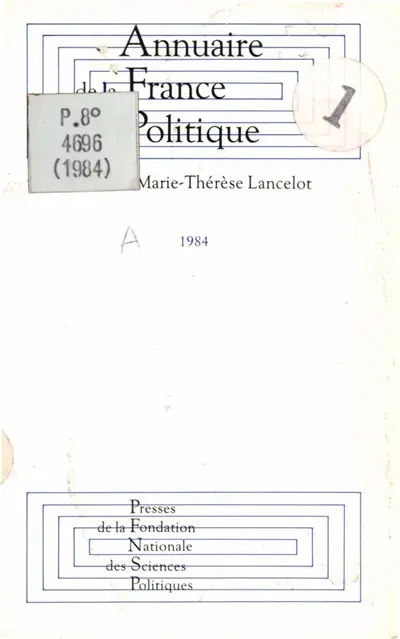 Annuaire
de la France
Politique
P.8°
4696
(1984)
1
Marie-Thérèse Lancelot
A
1984
Presses
de la Fondation
Nationale
des Sciences
Politiques